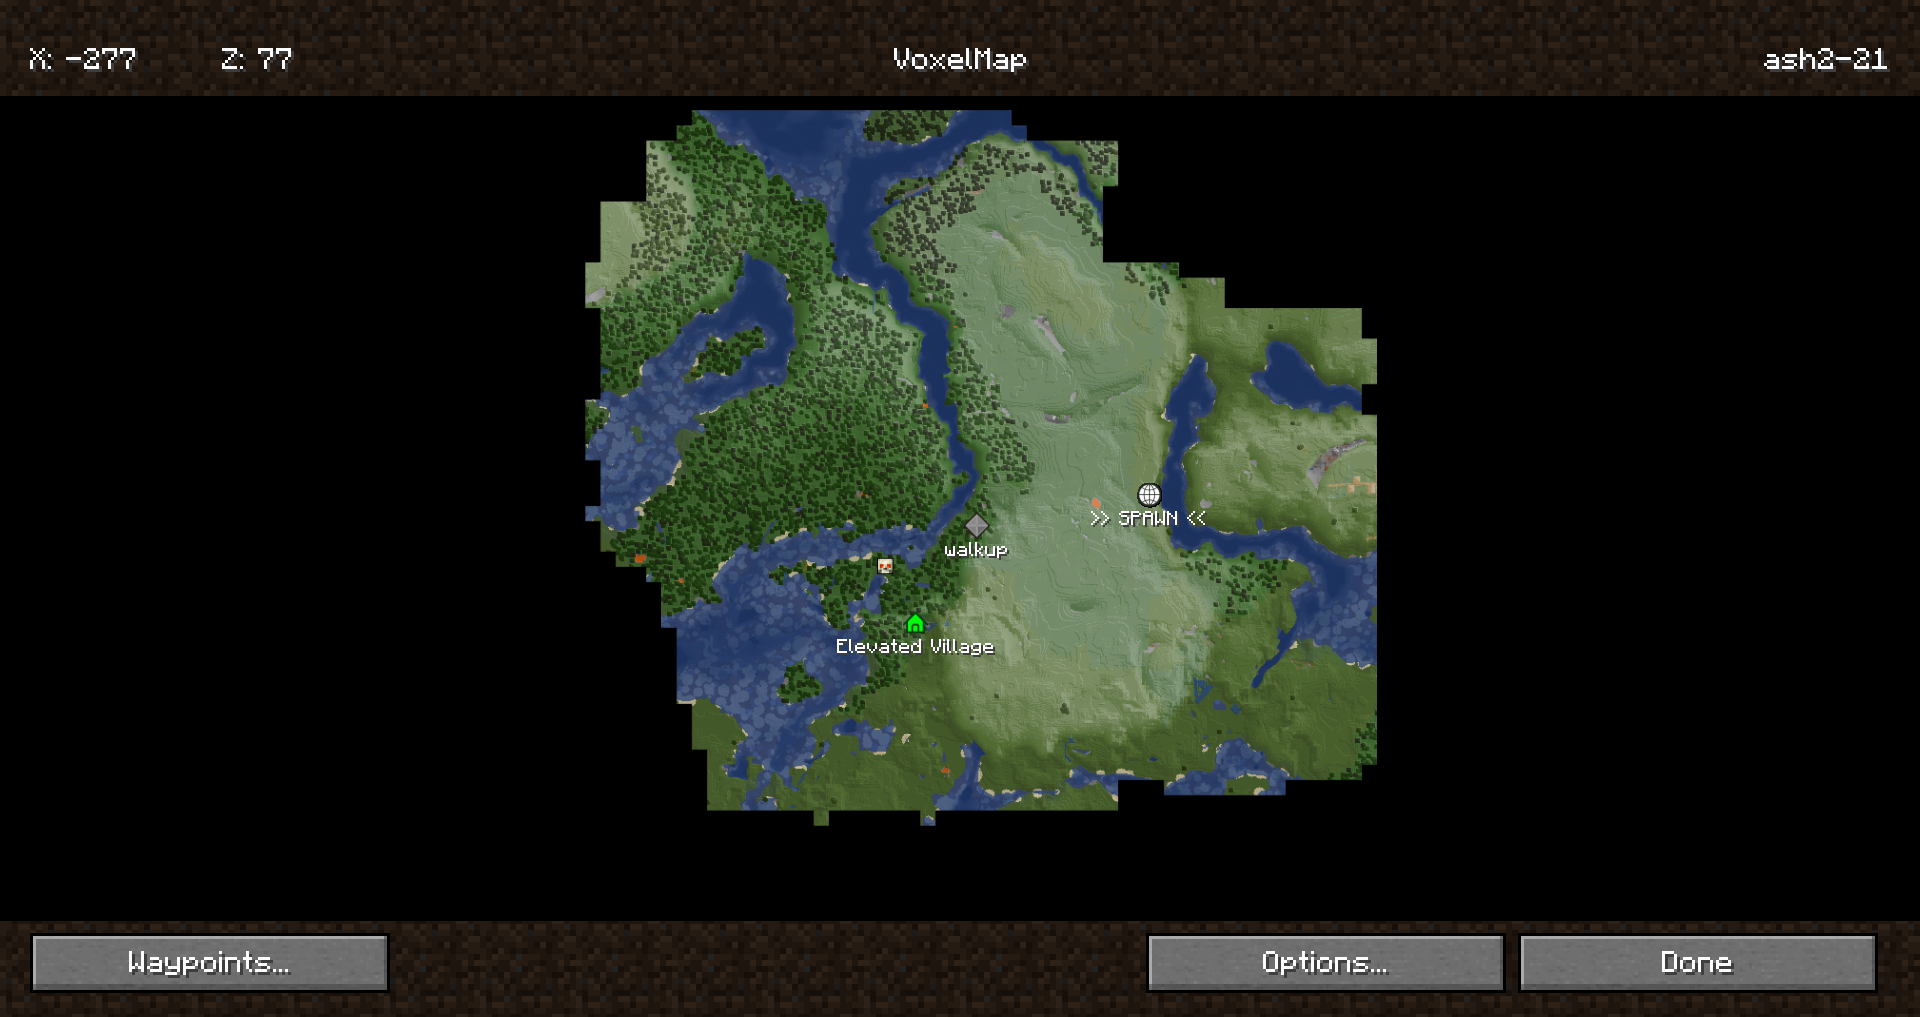 X: -277 Z: 77 VoxelMap ash2-21
>> SPAWN <<
walkup
Elevated Village
Waypoints... Options... Done